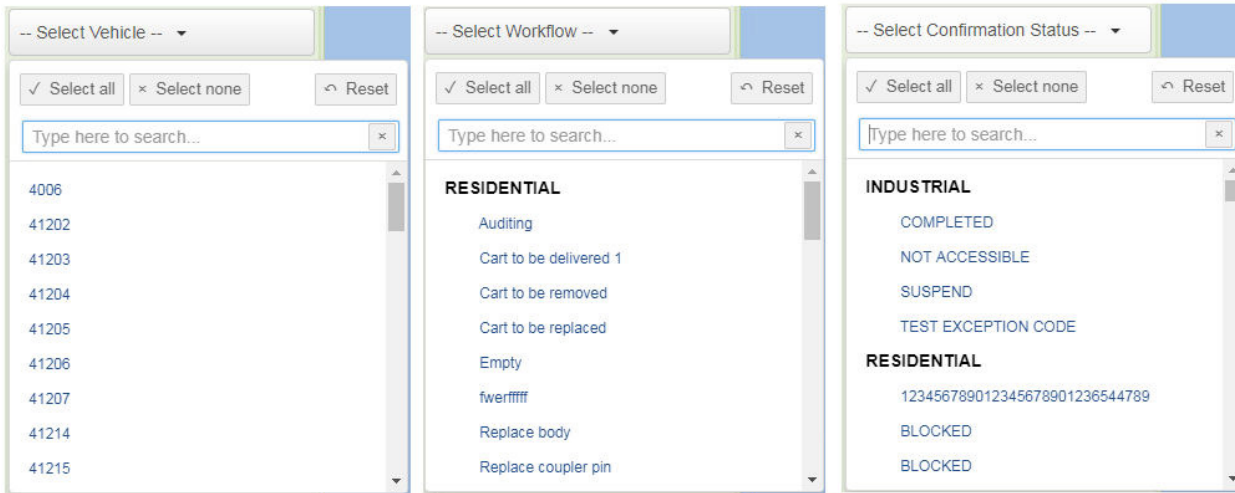 -- Select Vehicle --
✓ Select all × Select none Reset
Type here to search... ×
4006
41202
41203
41204
41205
41206
41207
41214
41215
-- Select Workflow --
✓ Select all × Select none Reset
Type here to search... ×
RESIDENTIAL
Auditing
Cart to be delivered 1
Cart to be removed
Cart to be replaced
Empty
fwerfffff
Replace body
Replace coupler pin
-- Select Confirmation Status --
✓ Select all × Select none Reset
Type here to search... ×
INDUSTRIAL
COMPLETED
NOT ACCESSIBLE
SUSPEND
TEST EXCEPTION CODE
RESIDENTIAL
123456789012345678901236544789
BLOCKED
BLOCKED